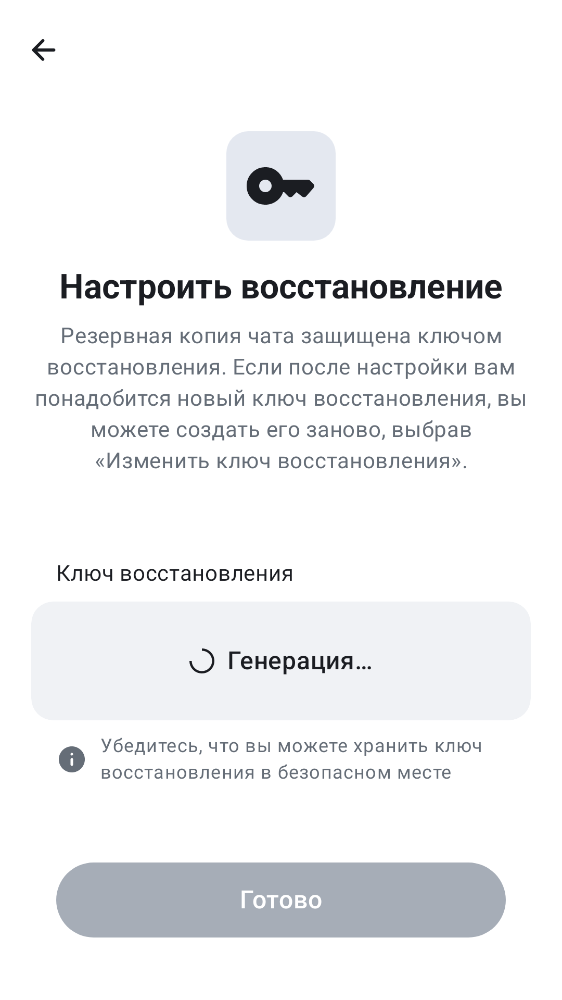 Настроить восстановление
Резервная копия чата защищена ключом
восстановления. Если после настройки вам
понадобится новый ключ восстановления, вы
можете создать его заново, выбрав
«Изменить ключ восстановления».
Ключ восстановления
Генерация…
Убедитесь, что вы можете хранить ключ
восстановления в безопасном месте
Готово